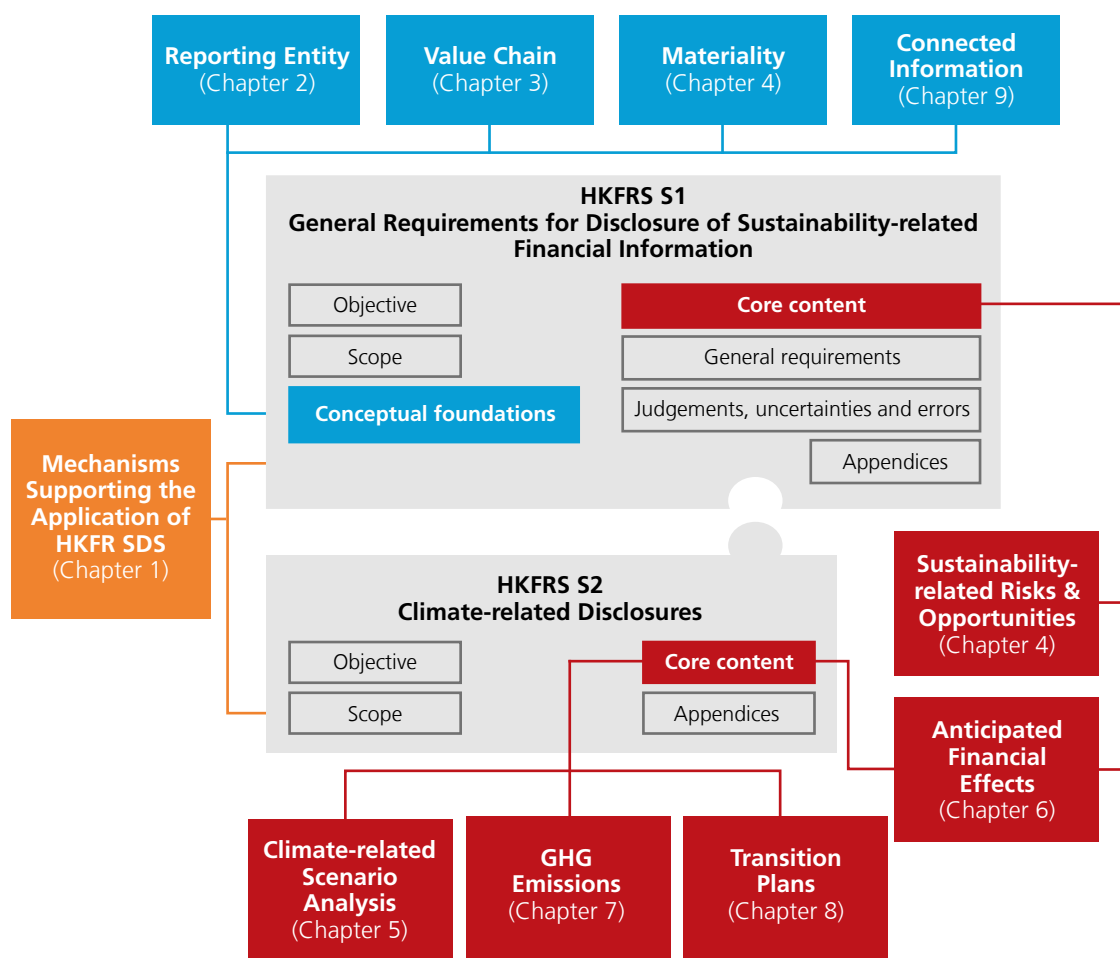 Reporting Entity
(Chapter 2)
Value Chain
(Chapter 3)
Materiality
(Chapter 4)
Connected
Information
(Chapter 9)
HKFRS S1
General Requirements for Disclosure of Sustainability-related
Financial Information
Objective
Scope
Conceptual foundations
Core content
General requirements
Judgements, uncertainties and errors
Appendices
Mechanisms
Supporting the
Application of
HKFR SDS
(Chapter 1)
HKFRS S2
Climate-related Disclosures
Objective
Scope
Core content
Appendices
Sustainability-
related Risks &
Opportunities
(Chapter 4)
Anticipated
Financial
Effects
(Chapter 6)
Climate-related
Scenario
Analysis
(Chapter 5)
GHG
Emissions
(Chapter 7)
Transition
Plans
(Chapter 8)